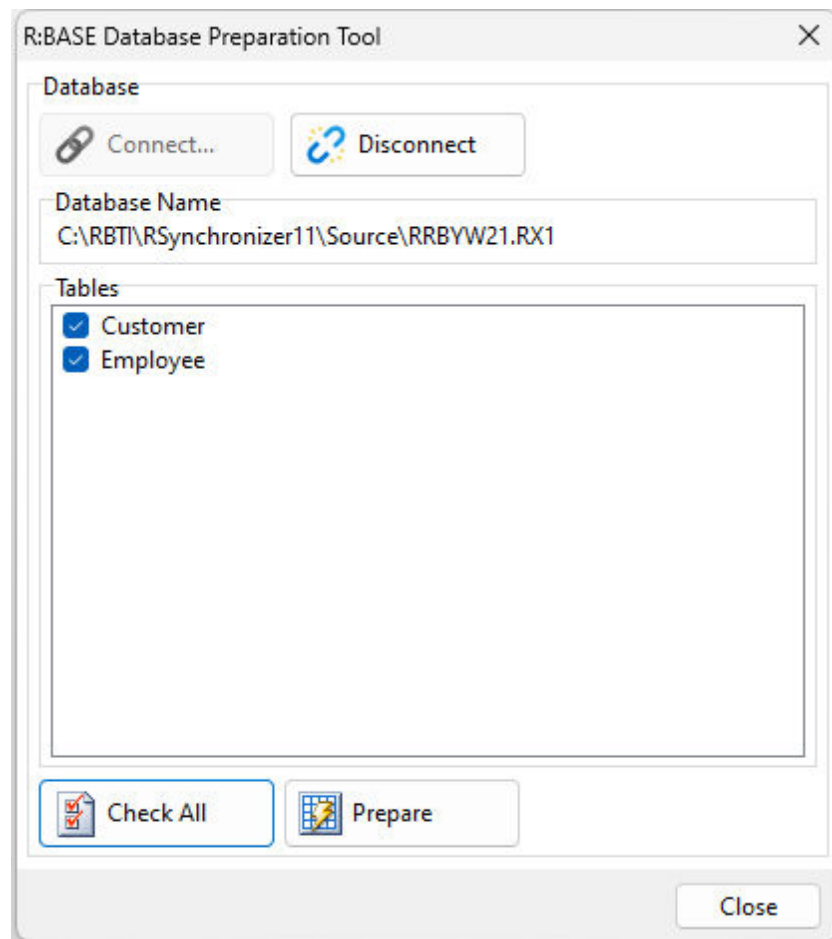 R:BASE Database Preparation Tool
Database
Connect... Disconnect
Database Name
C:\RBTI\RSynchronizer11\Source\RRBYW21.RX1
Tables
Customer
Employee
Check All Prepare
Close